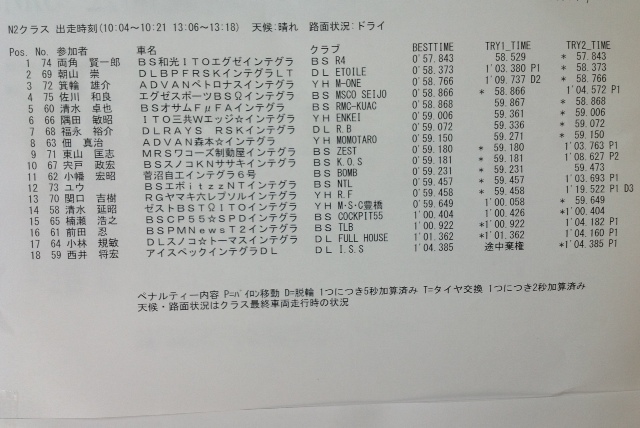 N2クラス 出走時刻(10:04～10:21 13:06～13:18) 天候:晴れ 路面状況:ドライ
Pos. No. 参加者 車名 クラブ BESTTIME TRY1_TIME TRY2_TIME
1 74 両角 賢一郎 BS和光ITOエグゼインテグラ BS R4 0'57.843 58.529 * 57.843
2 69 朝山 崇 DLBPFRSKインテグラLT DL ETOILE 0'58.373 1'03.380 P1 * 58.373
3 72 箕輪 雄介 ADVANペトロナスインテグラ YH M-ONE 0'58.766 1'09.737 D2 * 58.766
4 75 佐川 和良 エグゼスポーツBSΩインテグラ BS MSCO SEIJO 0'58.866 * 58.866 1'04.572 P1
5 60 清水 卓也 BSオサムFμFAインテグラ BS RMC-KUAC 0'58.868 59.867 * 58.868
6 66 隅田 敏昭 ITO三共Wエッジ☆インテグラ YH ENKEI 0'59.006 59.361 * 59.006
7 68 福永 裕介 DLRAYS RSKインテグラ DL R.B 0'59.072 59.336 * 59.072
8 63 佃 真治 ADVAN森本☆インテグラ YH MOMOTARO 0'59.150 59.271 * 59.150
9 71 東山 匡志 MRSワコーズ制動屋インテグラ BS ZEST 0'59.180 * 59.180 1'03.763 P1
10 67 宍戸 政宏 BSスノコKNササキインテグラ BS K.O.S 0'59.181 * 59.181 1'08.627 P2
11 62 小幡 宏昭 菅沼自工インテグラ6号 BS BOMB 0'59.231 * 59.231 59.473
12 73 ユウ BSエボitzzNTインテグラ BS NTL 0'59.457 * 59.457 1'03.693 P1
13 70 関口 吉樹 RGヤマキ六レブソルインテグラ YH R.F 0'59.458 * 59.458 1'19.522 P1 D3
14 58 清水 延昭 ゼストBSTΩITOインテグラ YH M・S・C豊橋 0'59.649 1'00.058 * 59.649
15 65 楠瀬 浩之 BSCP55☆SPDインテグラ BS COCKPIT55 1'00.404 1'00.426 *1'00.404
16 61 前田 忍 BSPMNewsT2インテグラ BS TLB 1'00.922 *1'00.922 1'04.182 P1
17 64 小林 規敏 DLスノコ☆トーマスインテグラ DL FULL HOUSE 1'01.362 *1'01.362 1'04.160 P1
18 59 西井 将宏 アイスペックインテグラDL DL I.S.S 1'04.385 途中棄権 *1'04.385 P1
ペナルティー内容 P=パイロン移動 D=脱輪 1つにつき5秒加算済み T=タイヤ交換 1つにつき2秒加算済み
天候・路面状況はクラス最終車両走行時の状況